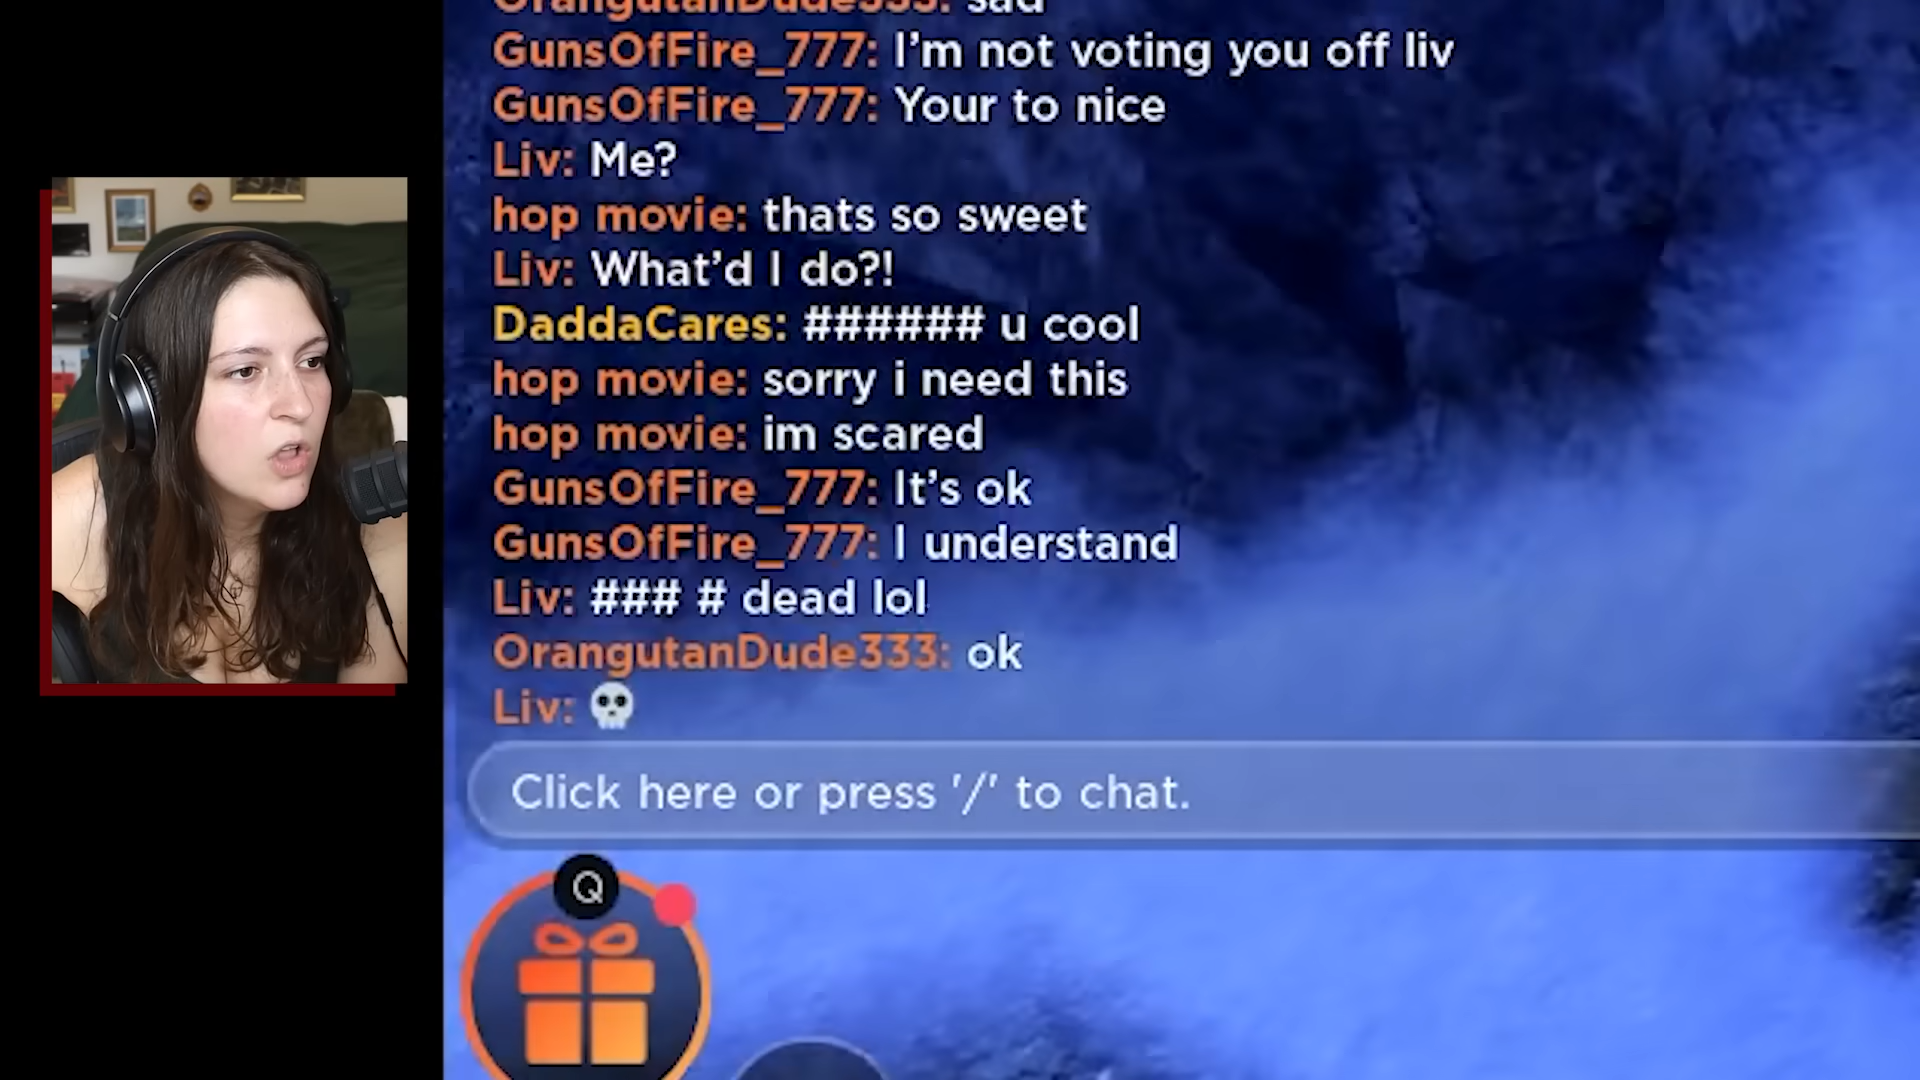 OrangutanDude333: sad
GunsOfFire_777: I'm not voting you off liv
GunsOfFire_777: Your to nice
Liv: Me?
hop movie: thats so sweet
Liv: What'd I do?!
DaddaCares: ###### u cool
hop movie: sorry i need this
hop movie: im scared
GunsOfFire_777: It's ok
GunsOfFire_777: I understand
Liv: ### # dead lol
OrangutanDude333: ok
Liv: 💀
Click here or press '/' to chat.
Q